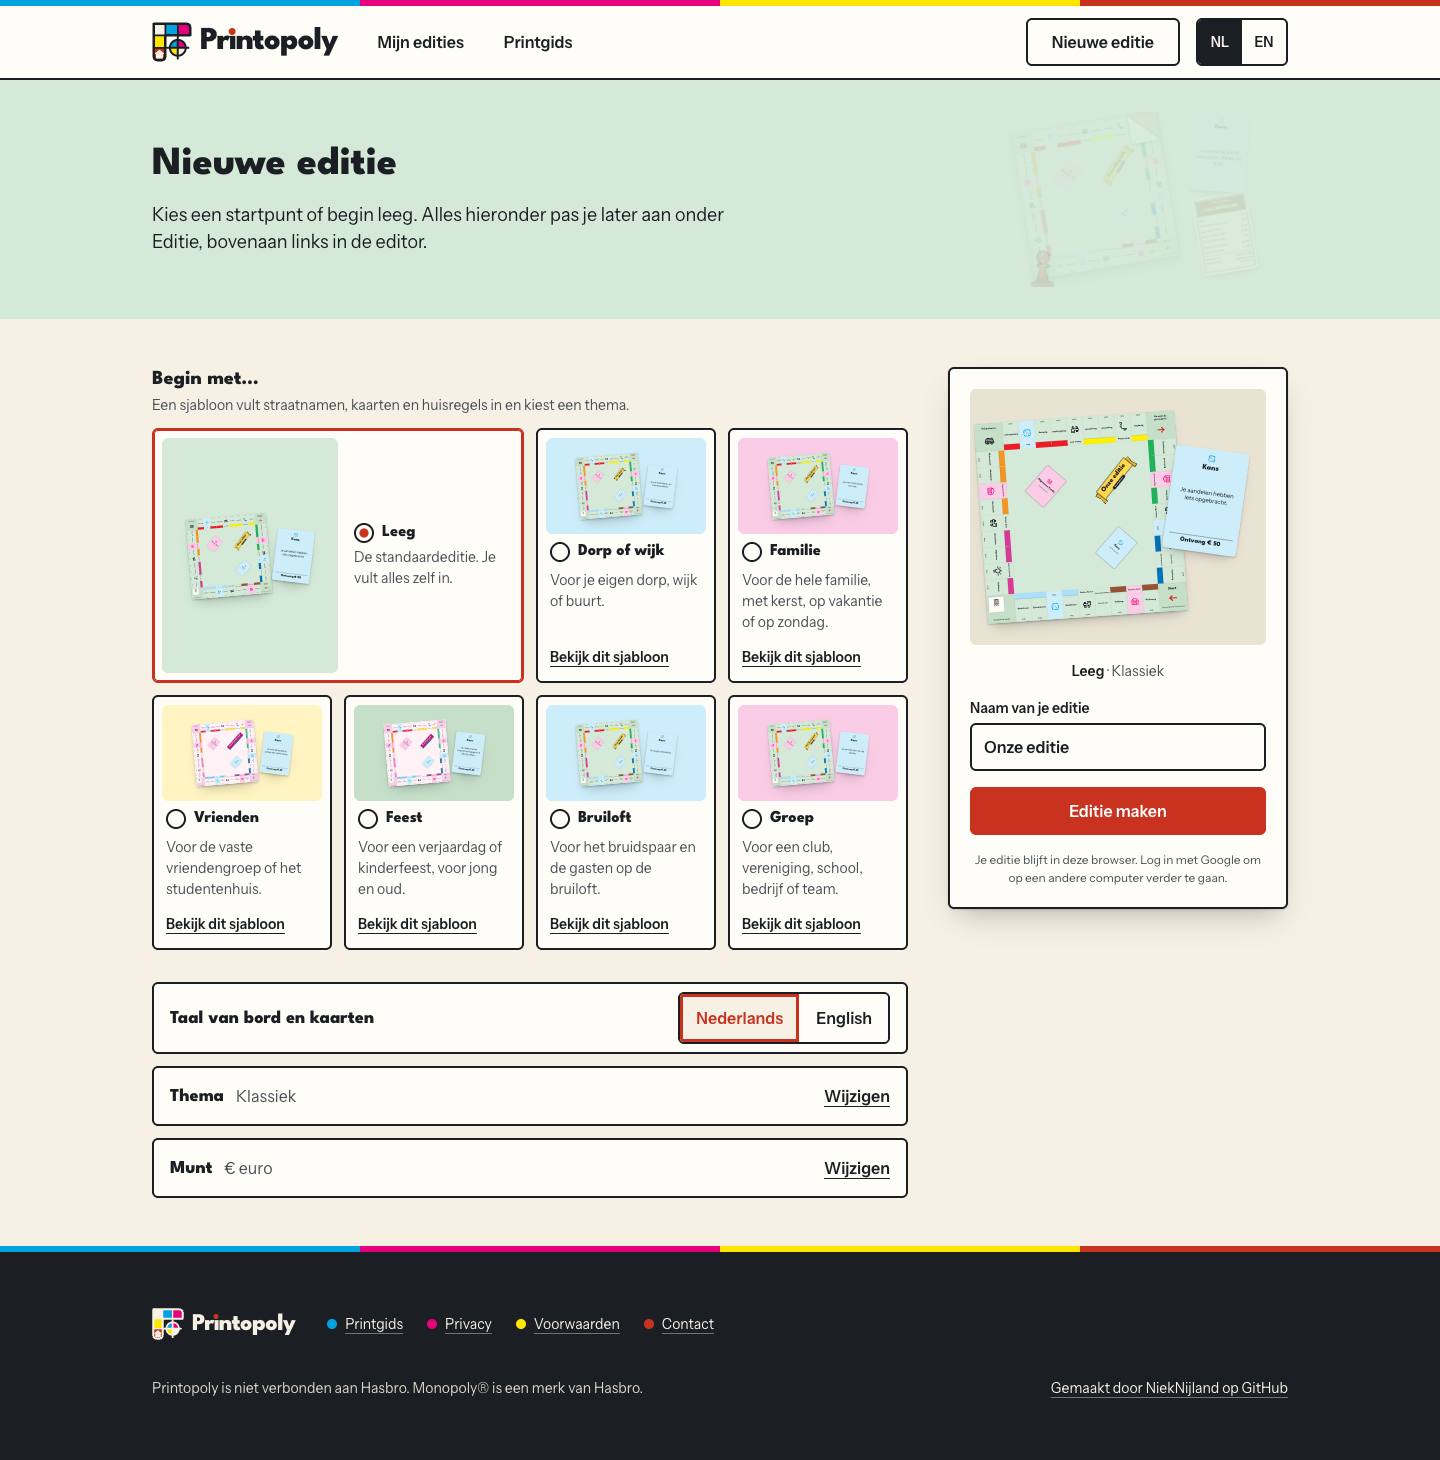 Printopoly
Mijn edities
Printgids
Nieuwe editie
NL
EN
Nieuwe editie
Kies een startpunt of begin leeg. Alles hieronder pas je later aan onder
Editie, bovenaan links in de editor.
Begin met...
Een sjabloon vult straatnamen, kaarten en huisregels in en kiest een thema.
Leeg
De standaardeditie. Je
vult alles zelf in.
Dorp of wijk
Voor je eigen dorp, wijk
of buurt.
Bekijk dit sjabloon
Familie
Voor de hele familie,
met kerst, op vakantie
of op zondag.
Bekijk dit sjabloon
Vrienden
Voor de vaste
vriendengroep of het
studentenhuis.
Bekijk dit sjabloon
Feest
Voor een verjaardag of
kinderfeest, voor jong
en oud.
Bekijk dit sjabloon
Bruiloft
Voor het bruidspaar en
de gasten op de
bruiloft.
Bekijk dit sjabloon
Groep
Voor een club,
vereniging, school,
bedrijf of team.
Bekijk dit sjabloon
Taal van bord en kaarten
Nederlands
English
Thema Klassiek
Wijzigen
Munt € euro
Wijzigen
Onze editie
Kans
Je aandelen hebben
iets opgebracht.
Ontvang € 50
Leeg · Klassiek
Naam van je editie
Onze editie
Editie maken
Je editie blijft in deze browser. Log in met Google om
op een andere computer verder te gaan.
Printopoly
Printgids
Privacy
Voorwaarden
Contact
Printopoly is niet verbonden aan Hasbro. Monopoly® is een merk van Hasbro.
Gemaakt door NiekNijland op GitHub